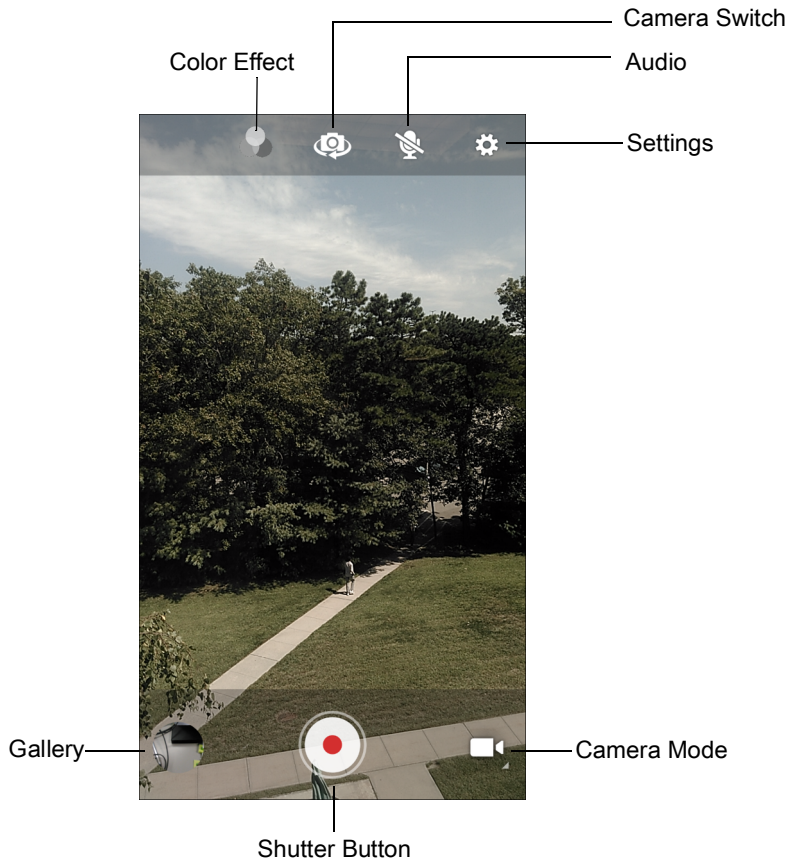 Camera Switch
Color Effect
Audio
Settings
Gallery
Camera Mode
Shutter Button